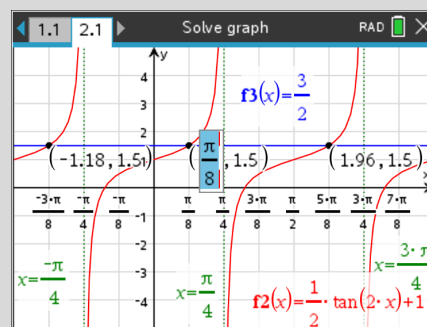 1.1 2.1 Solve graph RAD
y
4
f3(x)=3/2
3
2
(-1.18,1.5) (π/8,1.5) (1.96,1.5)
x
-3·π/8 -π/4 -π/8 π/8 π/4 3·π/8 π/2 5·π/8 3·π/4 7·π/8
-1
-2
x=-π/4 -3 x=π/4 x=3·π/4
-4 f2(x)=1/2·tan(2·x)+1